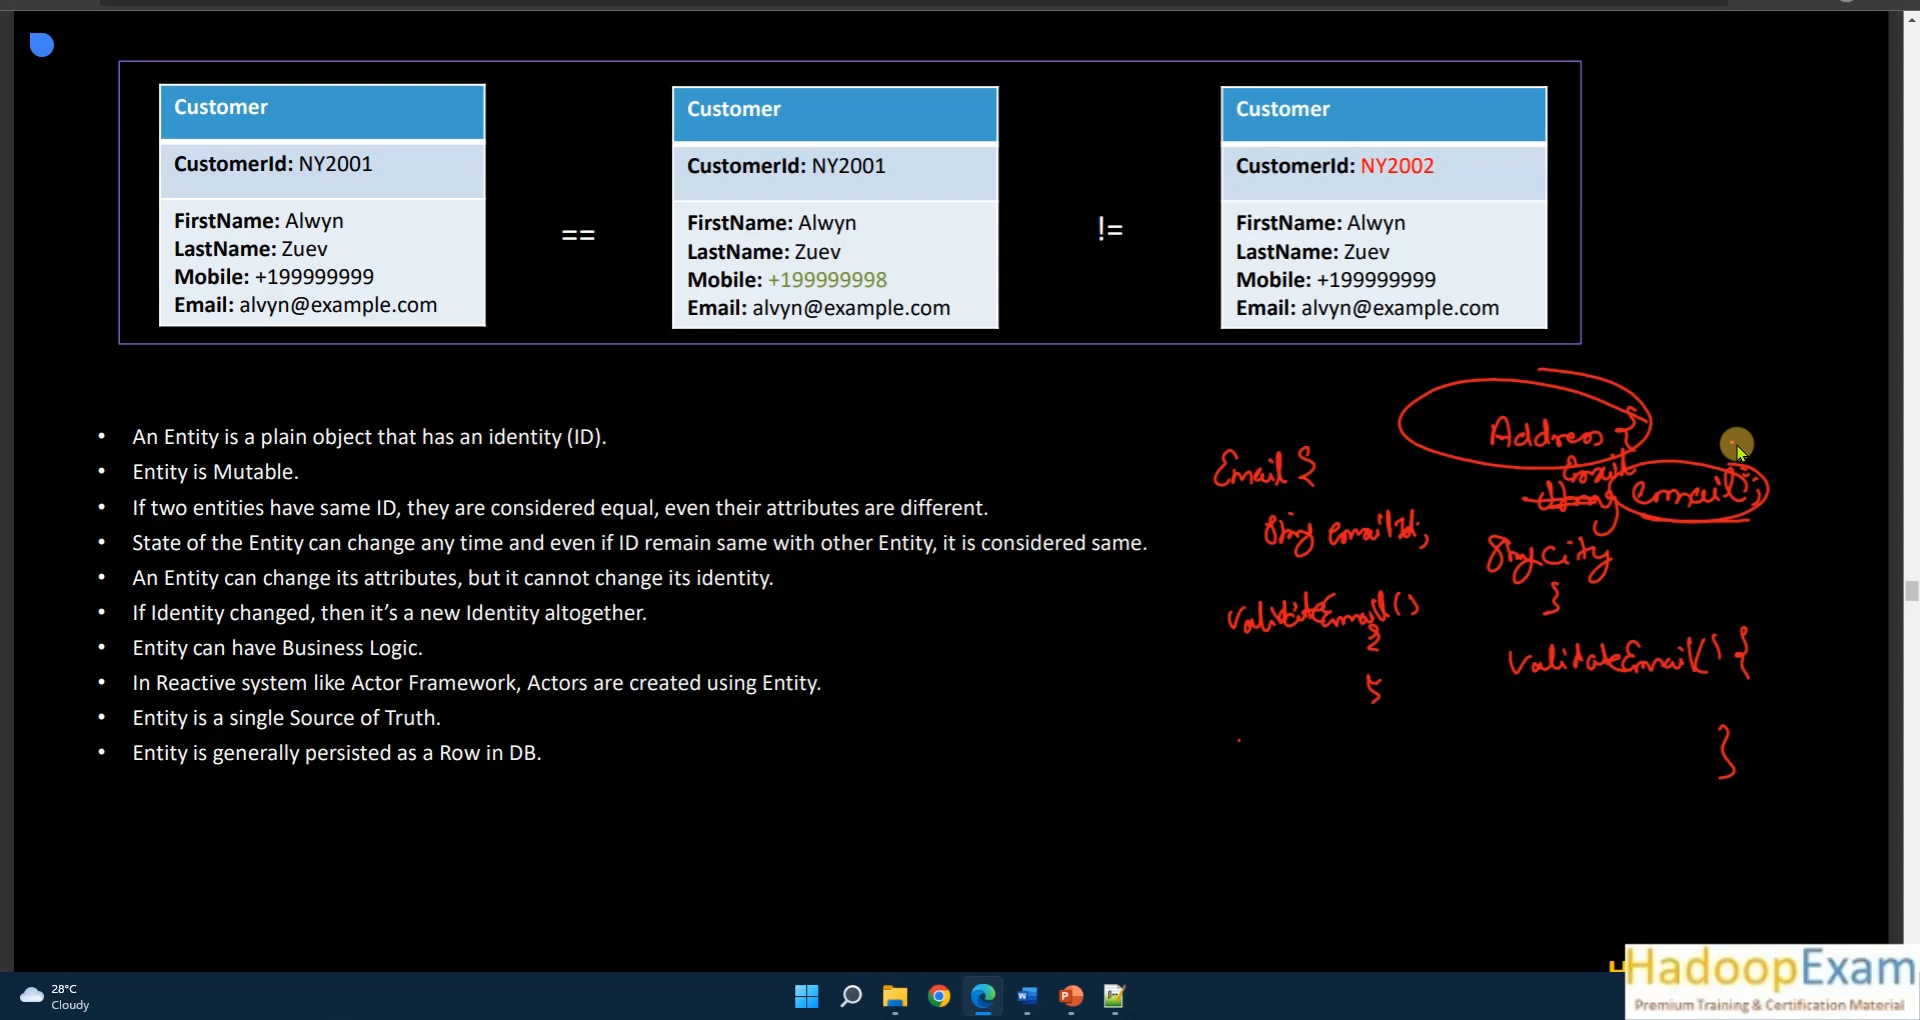 Customer
CustomerId: NY2001
FirstName: Alwyn
LastName: Zuev
Mobile: +199999999
Email: alvyn@example.com
==
Customer
CustomerId: NY2001
FirstName: Alwyn
LastName: Zuev
Mobile: +199999998
Email: alvyn@example.com
!=
Customer
CustomerId: NY2002
FirstName: Alwyn
LastName: Zuev
Mobile: +199999999
Email: alvyn@example.com
• An Entity is a plain object that has an identity (ID).
• Entity is Mutable.
• If two entities have same ID, they are considered equal, even their attributes are different.
• State of the Entity can change any time and even if ID remain same with other Entity, it is considered same.
• An Entity can change its attributes, but it cannot change its identity.
• If Identity changed, then it's a new Identity altogether.
• Entity can have Business Logic.
• In Reactive system like Actor Framework, Actors are created using Entity.
• Entity is a single Source of Truth.
• Entity is generally persisted as a Row in DB.
Email {
String emailId;
validateEmail()
Address {
Email
email;
String city
}
validateEmail() {
}
HadoopExam
Premium Training & Certification Material
28°C
Cloudy